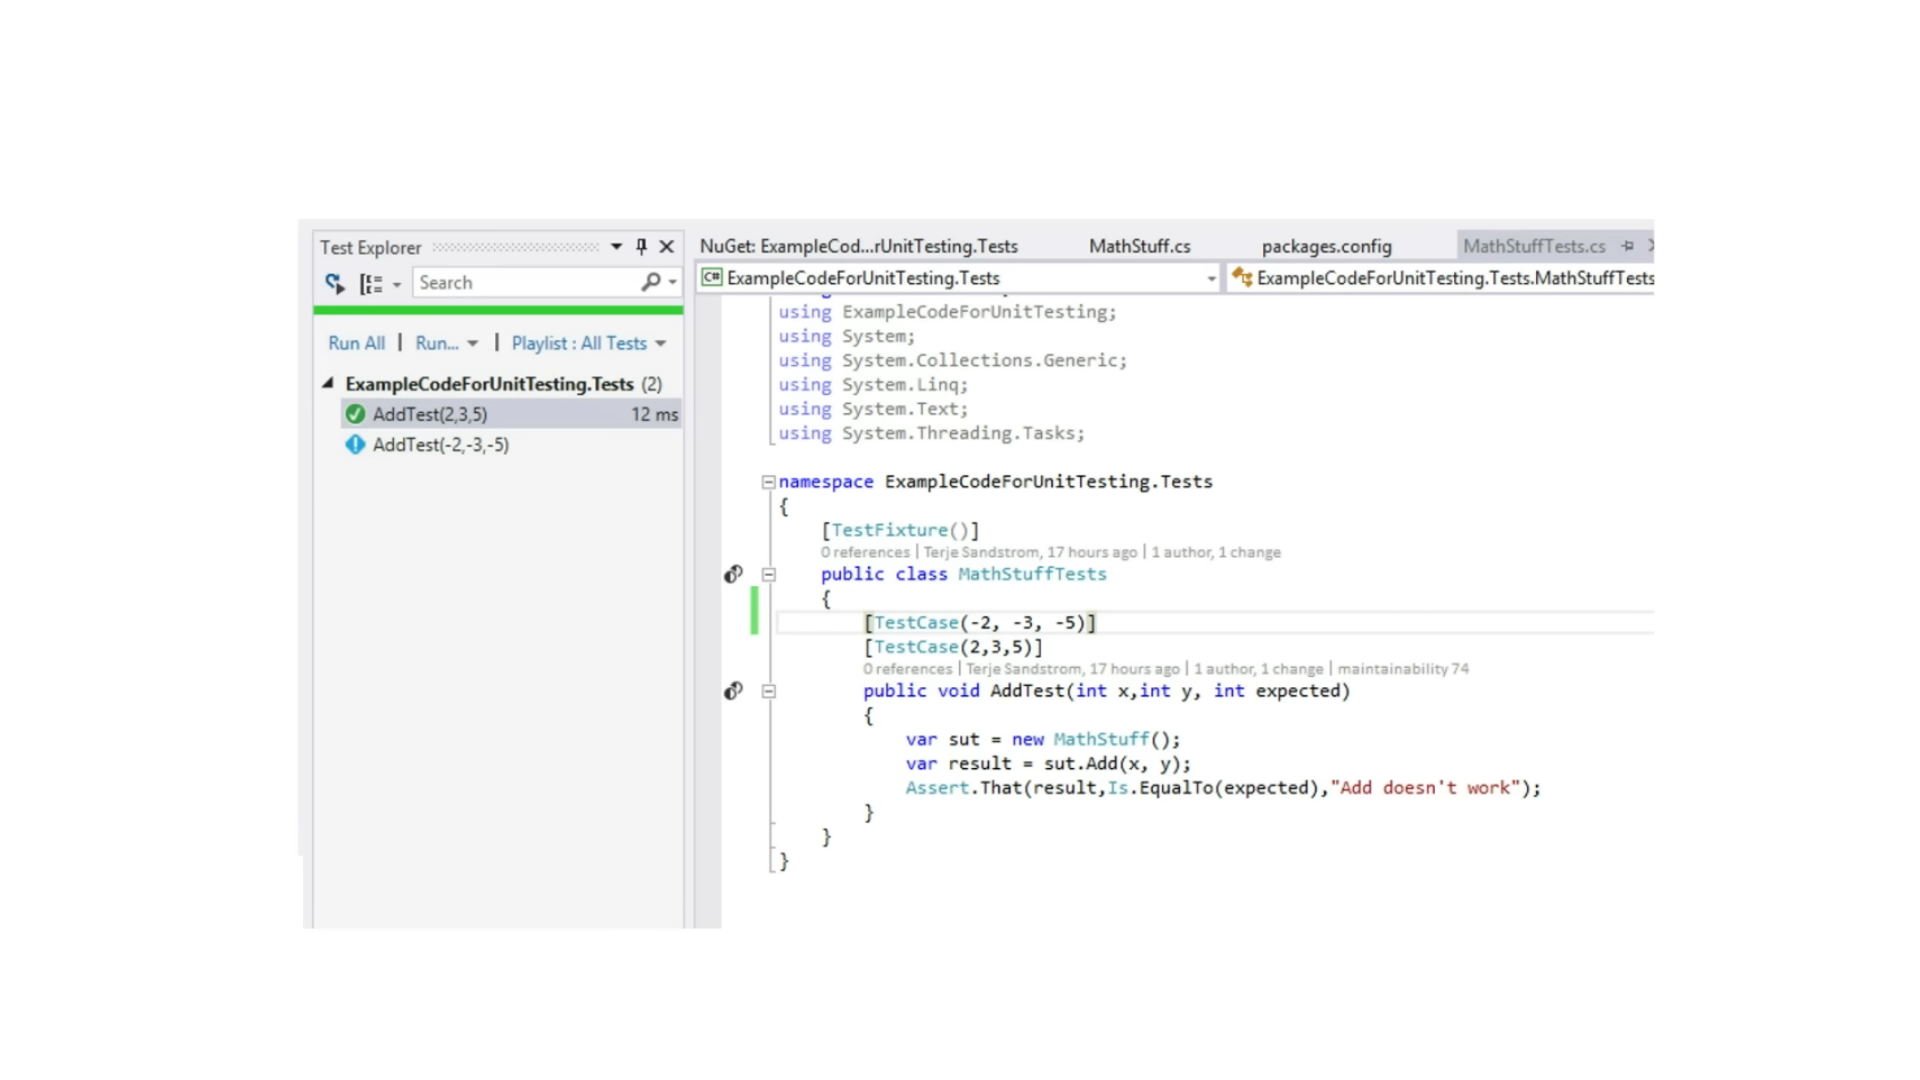 Test Explorer
Search
Run All | Run... | Playlist : All Tests
ExampleCodeForUnitTesting.Tests (2)
AddTest(2,3,5) 12 ms
AddTest(-2,-3,-5)
NuGet: ExampleCod...rUnitTesting.Tests MathStuff.cs packages.config MathStuffTests.cs
C# ExampleCodeForUnitTesting.Tests ExampleCodeForUnitTesting.Tests.MathStuffTests
using ExampleCodeForUnitTesting;
using System;
using System.Collections.Generic;
using System.Linq;
using System.Text;
using System.Threading.Tasks;
namespace ExampleCodeForUnitTesting.Tests
{
[TestFixture()]
0 references | Terje Sandstrom, 17 hours ago | 1 author, 1 change
public class MathStuffTests
{
[TestCase(-2, -3, -5)]
[TestCase(2,3,5)]
0 references | Terje Sandstrom, 17 hours ago | 1 author, 1 change | maintainability 74
public void AddTest(int x,int y, int expected)
{
var sut = new MathStuff();
var result = sut.Add(x, y);
Assert.That(result,Is.EqualTo(expected),"Add doesn't work");
}
}
}